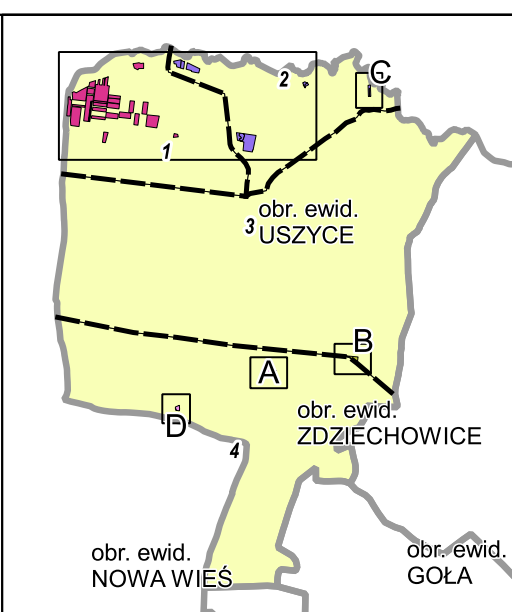 C
2
1
obr. ewid.
3 USZYCE
B
A
obr. ewid.
D
ZDZIECHOWICE
4
obr. ewid.
NOWA WIEŚ
obr. ewid.
GOŁA